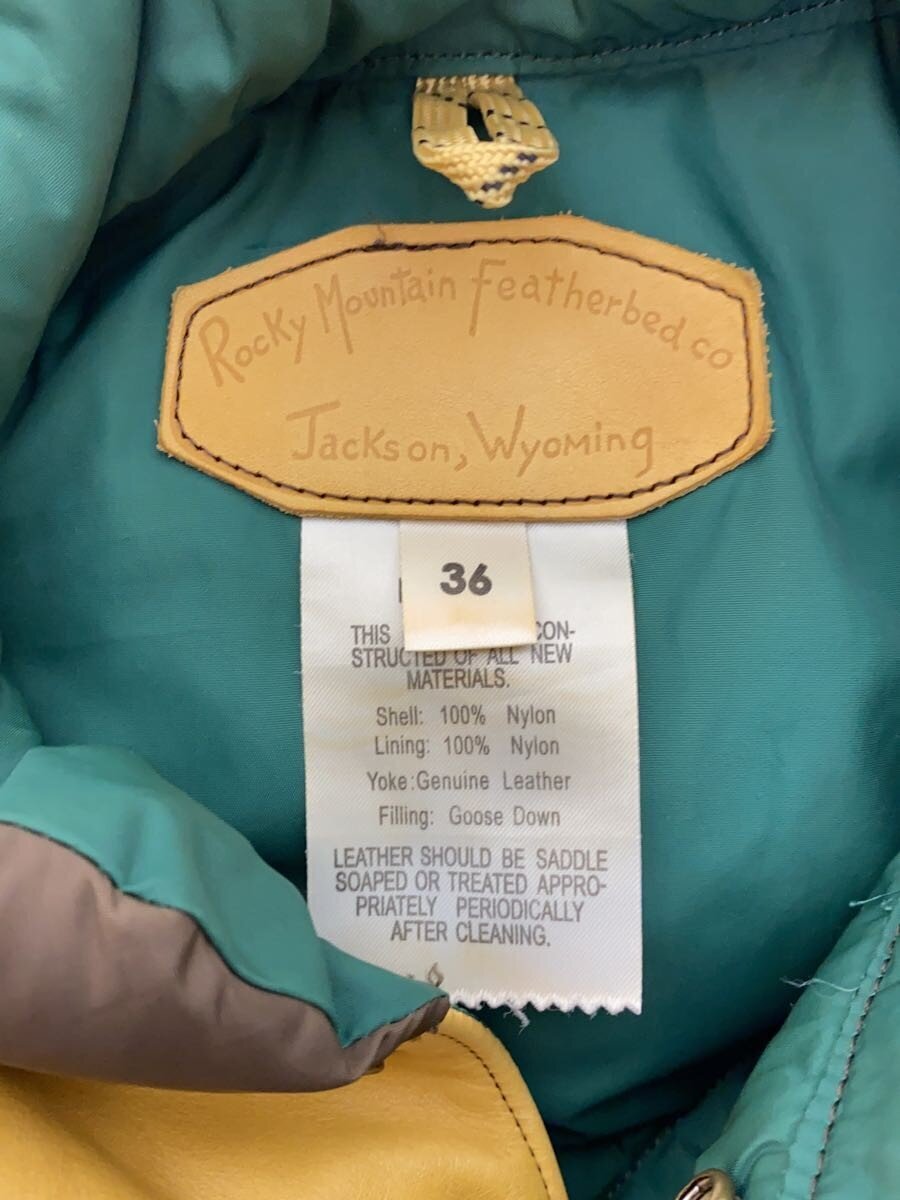 Rocky Mountain Featherbed co
Jackson, Wyoming
36
THIS CON-
STRUCTED OF ALL NEW
MATERIALS.
Shell: 100% Nylon
Lining: 100% Nylon
Yoke:Genuine Leather
Filling: Goose Down
LEATHER SHOULD BE SADDLE
SOAPED OR TREATED APPRO-
PRIATELY PERIODICALLY
AFTER CLEANING.